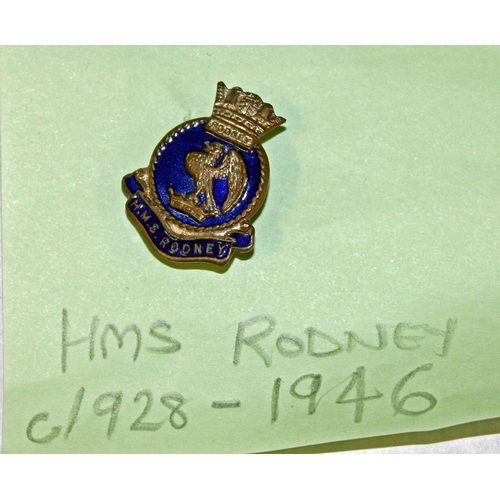 RODNEY
H.M.S. RODNEY
HMS RODNEY
c/1928 - 1946